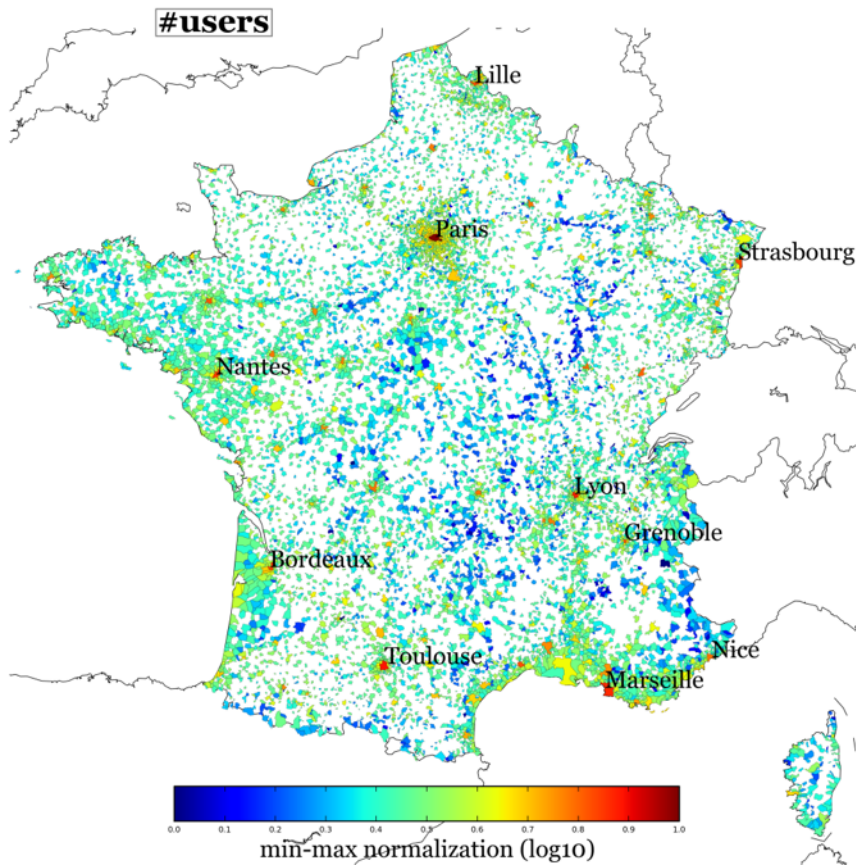 #users
Lille
Paris
Strasbourg
Nantes
Lyon
Grenoble
Bordeaux
Nice
Toulouse
Marseille
0.0 0.1 0.2 0.3 0.4 0.5 0.6 0.7 0.8 0.9 1.0
min-max normalization (log10)